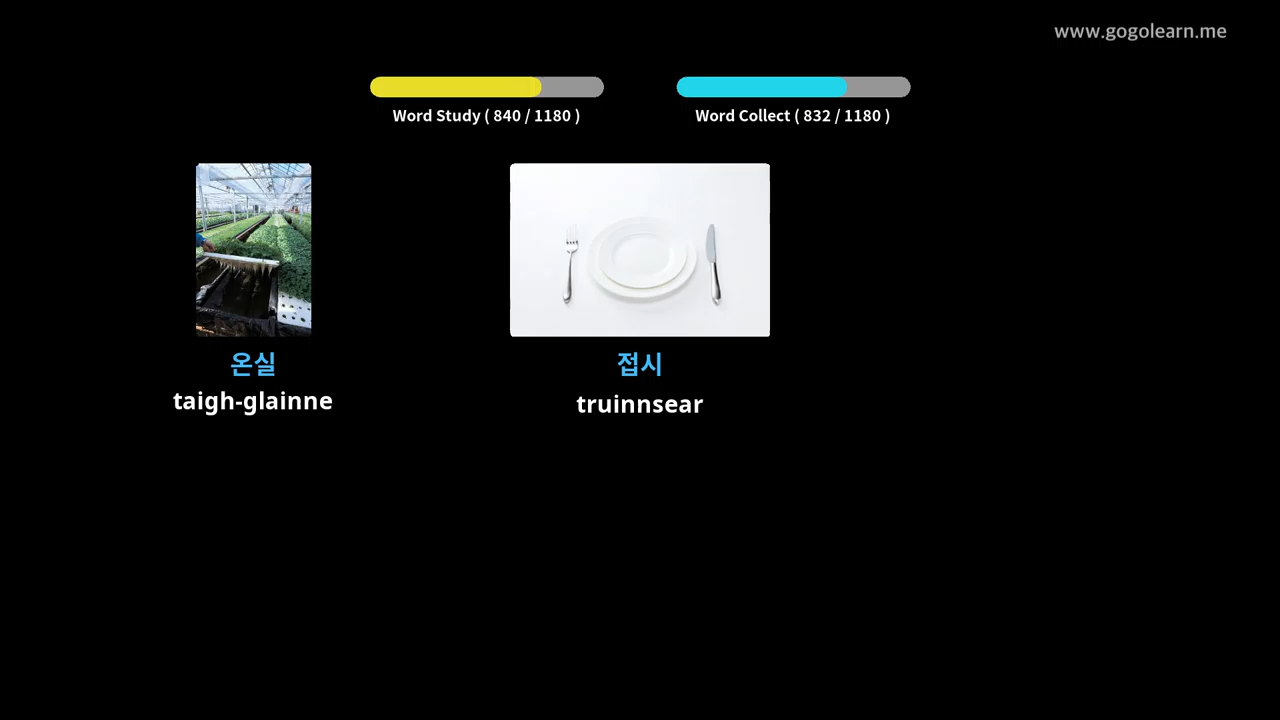 www.gogolearn.me
Word Study ( 840 / 1180 )
Word Collect ( 832 / 1180 )
온실
taigh-glainne
접시
truinnsear